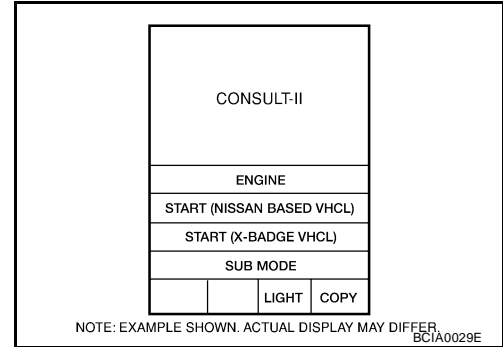 CONSULT-II
ENGINE
START (NISSAN BASED VHCL)
START (X-BADGE VHCL)
SUB MODE
LIGHT COPY
NOTE: EXAMPLE SHOWN. ACTUAL DISPLAY MAY DIFFER.
BCIA0029E